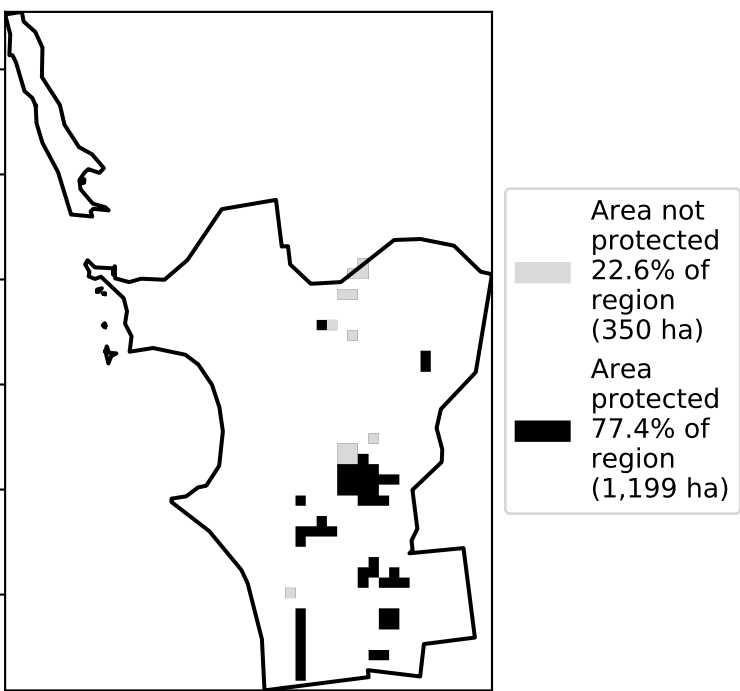 Area not
protected
22.6% of
region
(350 ha)
Area
protected
77.4% of
region
(1,199 ha)